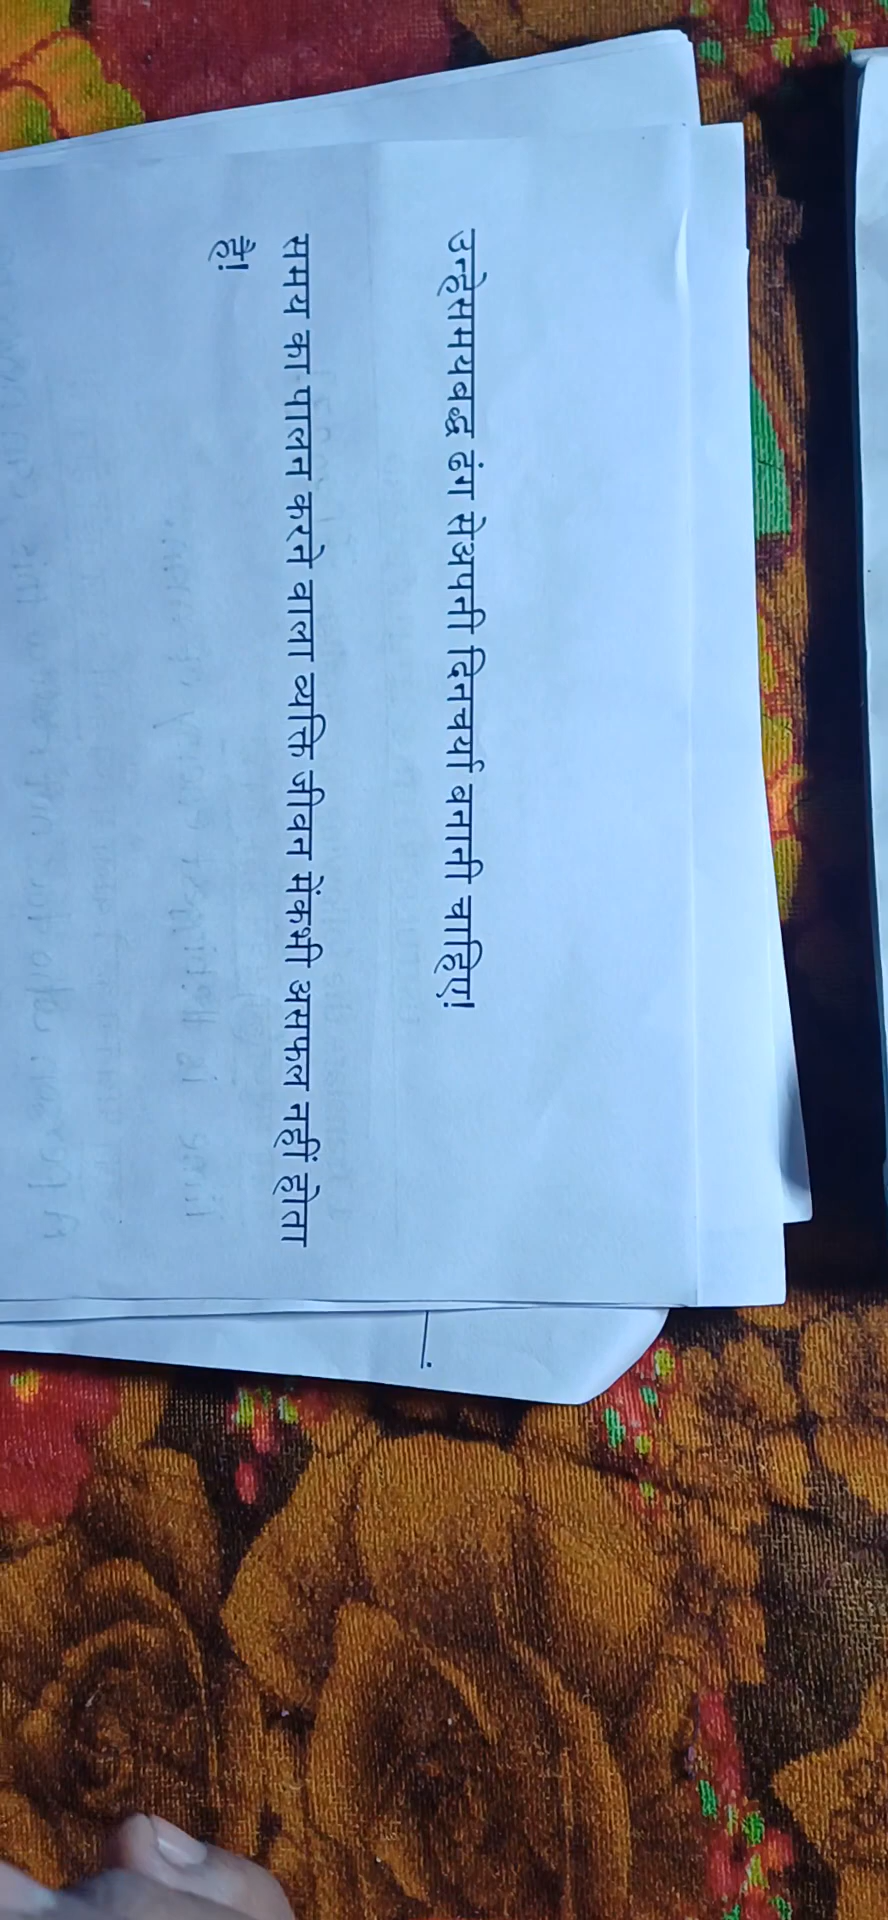 उन्हेसमयबद्ध ढंग सेअपनी दिनचर्या बनानी चाहिए!
समय का पालन करने वाला व्यक्ति जीवन मेंकभी असफल नहीं होता
है!